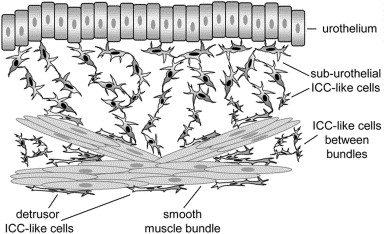 urothelium
sub-urothelial
ICC-like cells
ICC-like cells
between
bundles
detrusor
ICC-like cells
smooth
muscle bundle